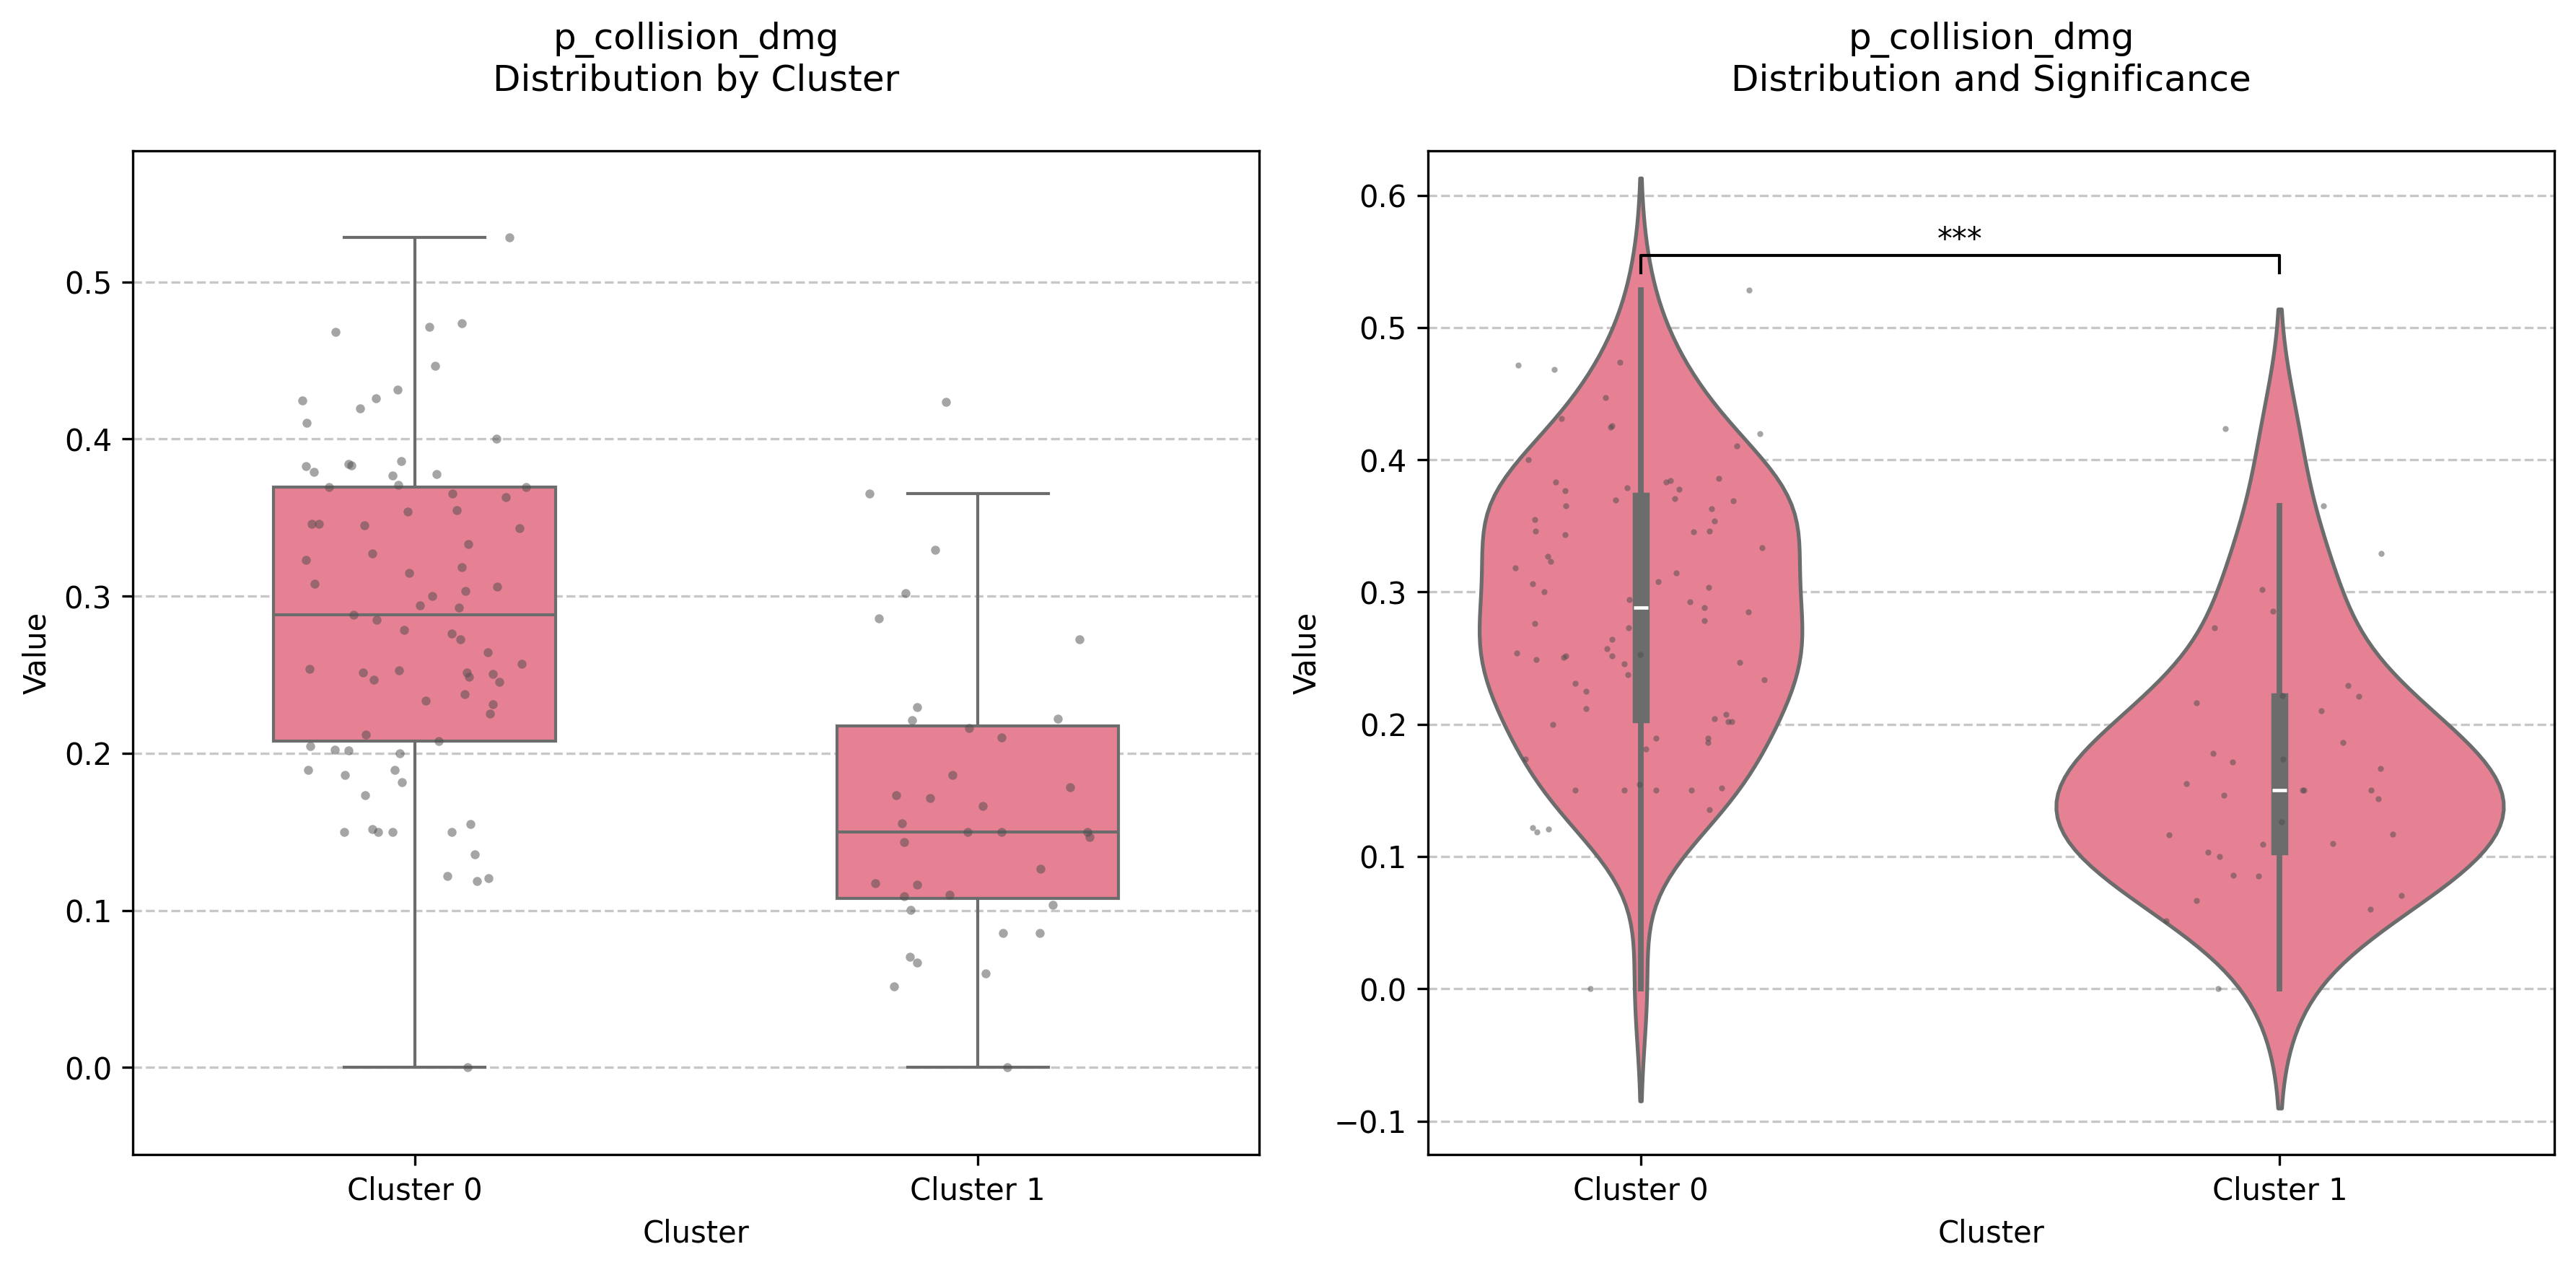 p_collision_dmg
Distribution by Cluster
Value
0.5
0.4
0.3
0.2
0.1
0.0
Cluster 0
Cluster 1
Cluster
p_collision_dmg
Distribution and Significance
Value
0.6
0.5
0.4
0.3
0.2
0.1
0.0
−0.1
***
Cluster 0
Cluster 1
Cluster